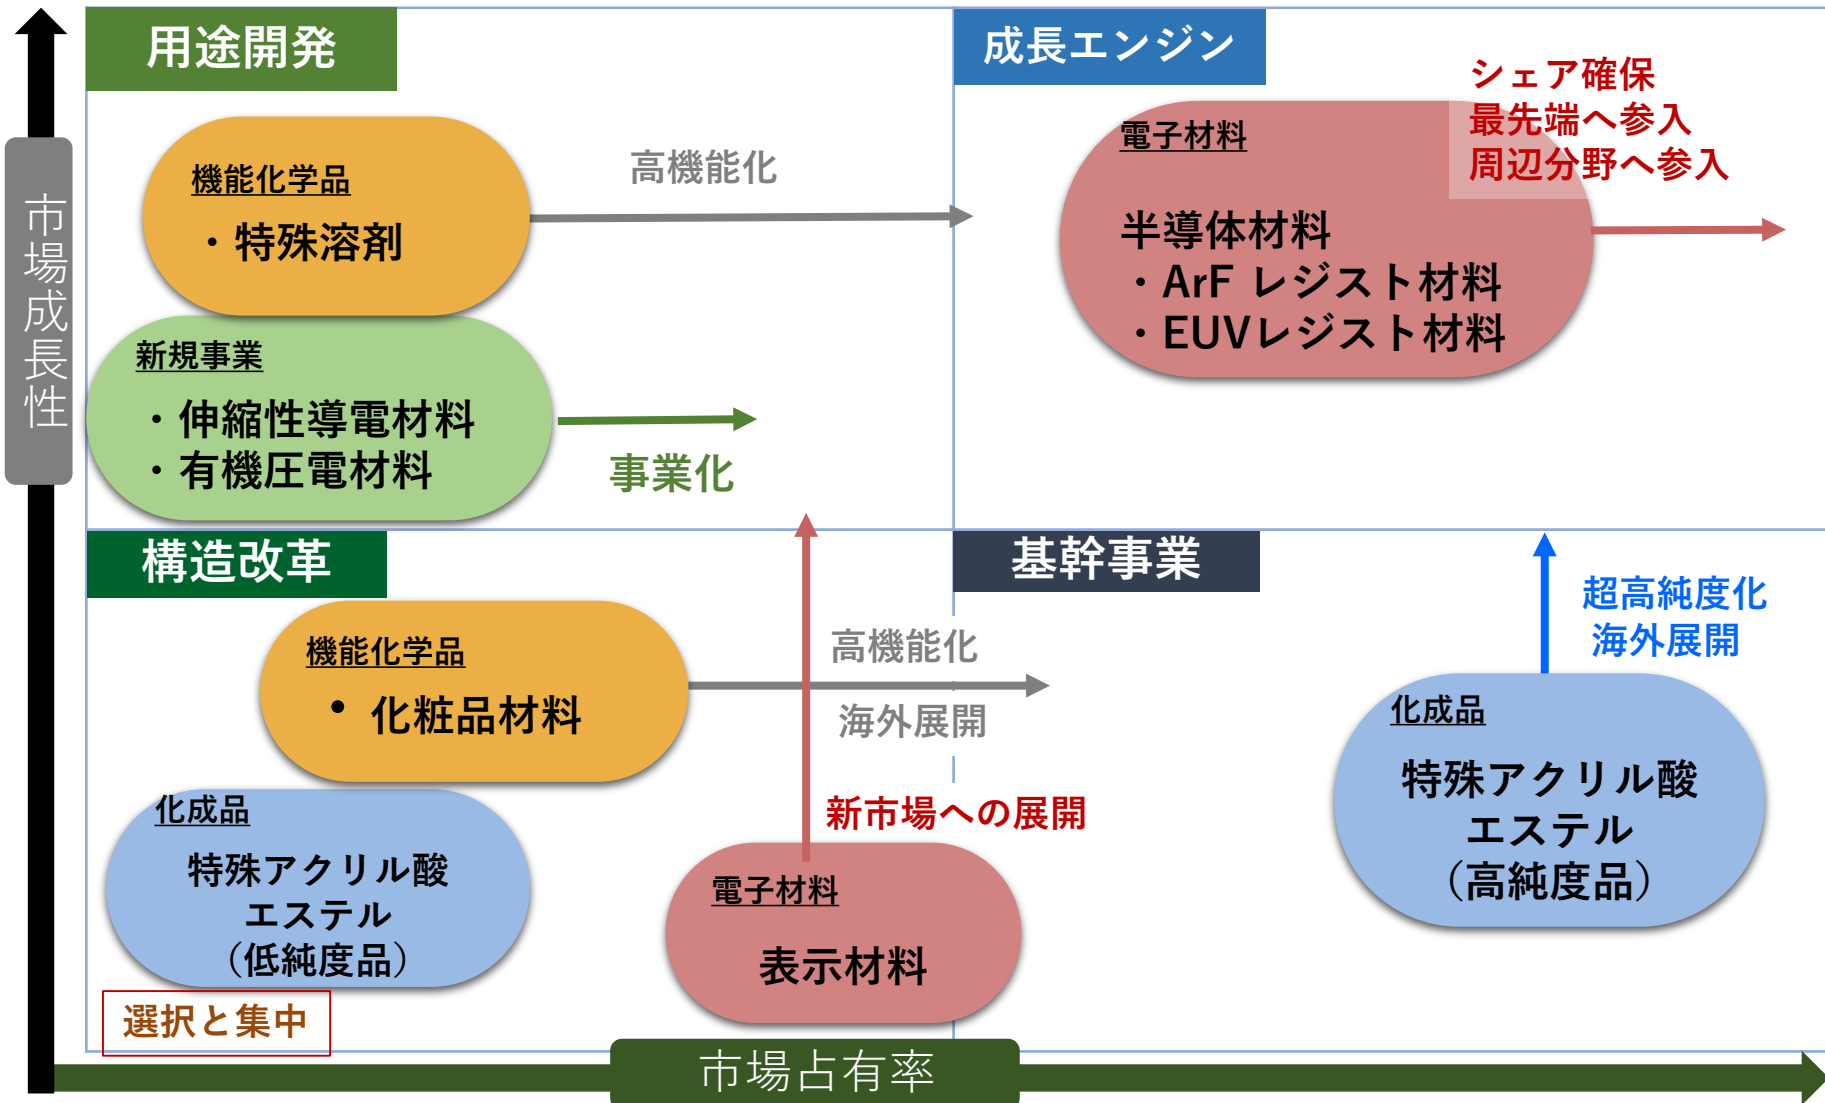 用途開発
成長エンジン
シェア確保
最先端へ参入
周辺分野へ参入
機能化学品
・特殊溶剤
高機能化
電子材料
半導体材料
・ArF レジスト材料
・EUVレジスト材料
市場成長性
新規事業
・伸縮性導電材料
・有機圧電材料
事業化
構造改革
基幹事業
機能化学品
• 化粧品材料
高機能化
海外展開
超高純度化
海外展開
化成品
特殊アクリル酸
エステル
（高純度品）
新市場への展開
化成品
特殊アクリル酸
エステル
（低純度品）
電子材料
表示材料
選択と集中
市場占有率